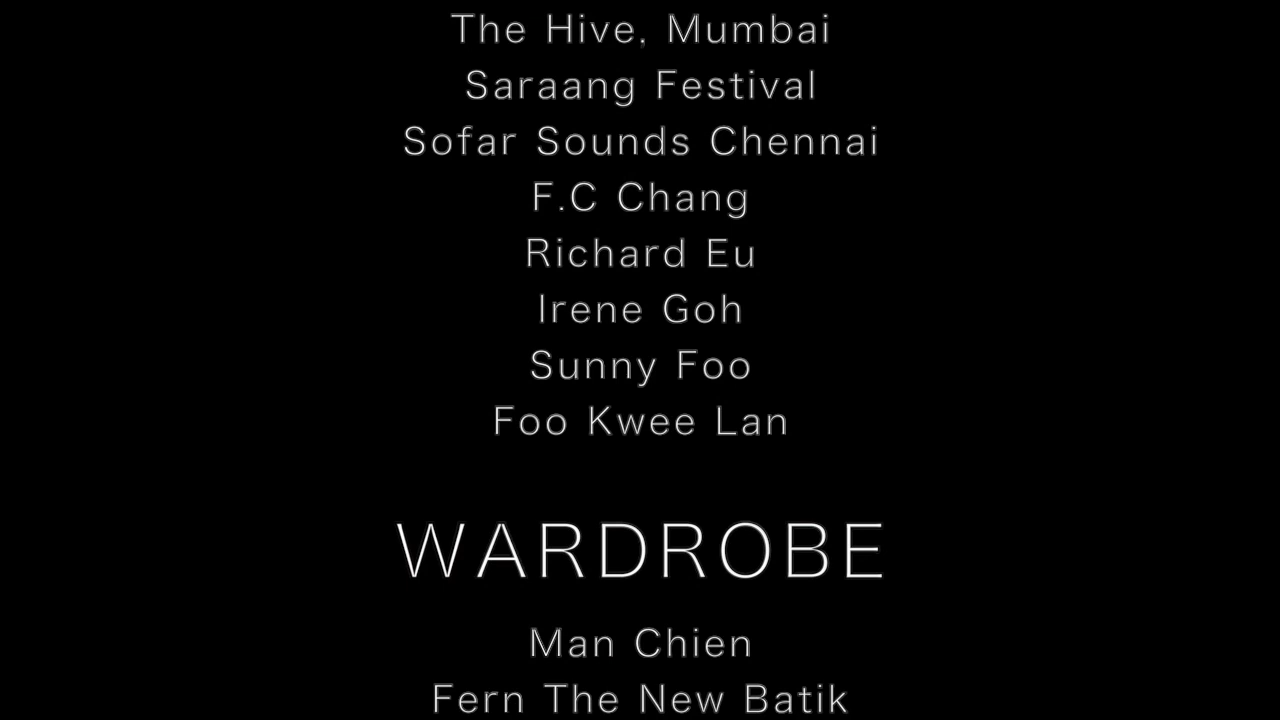 The Hive, Mumbai
Saraang Festival
Sofar Sounds Chennai
F.C Chang
Richard Eu
Irene Goh
Sunny Foo
Foo Kwee Lan
WARDROBE
Man Chien
Fern The New Batik